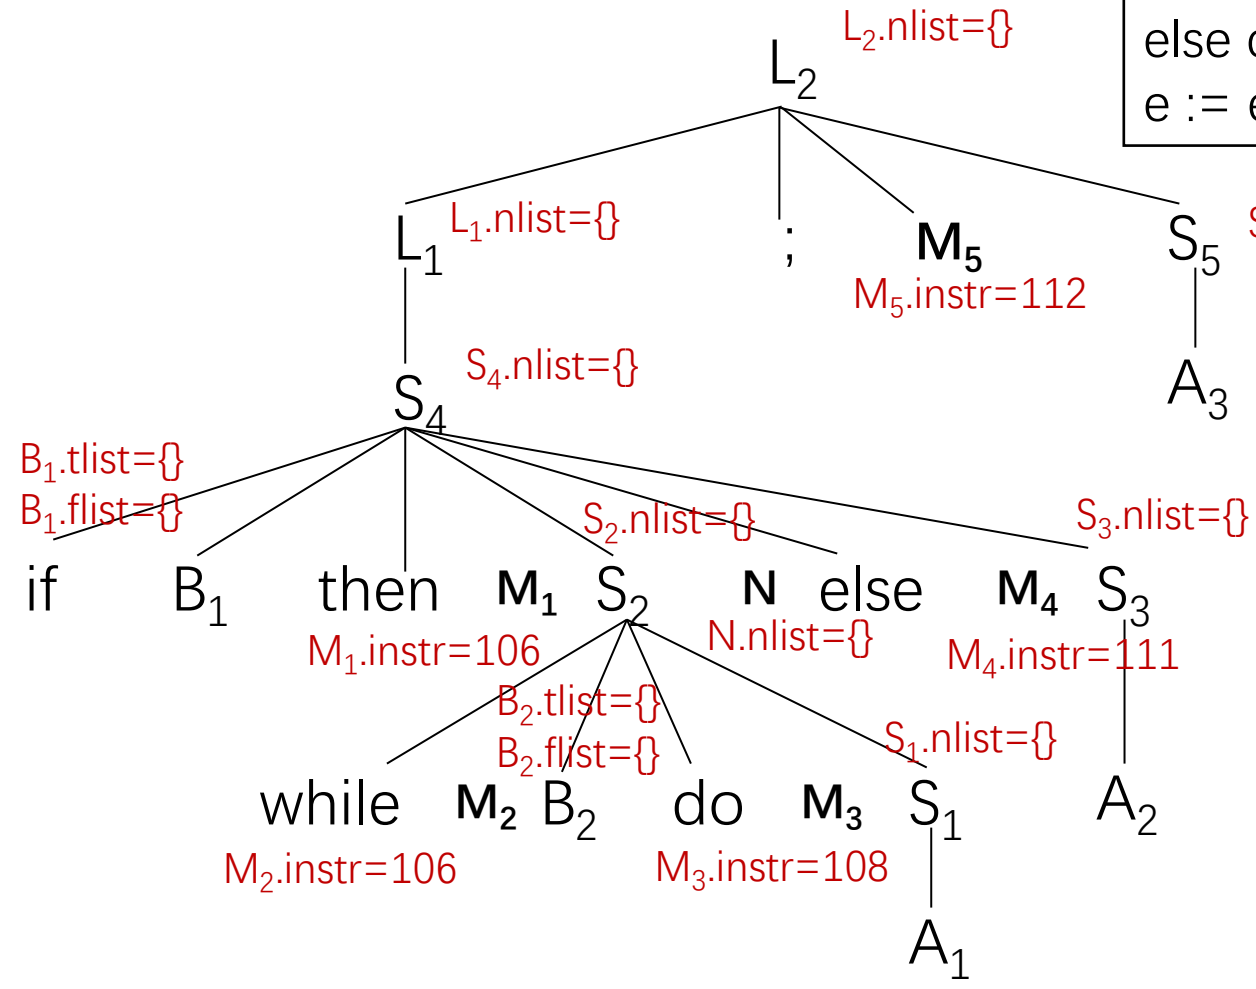 L₂.nlist={}
L₂
else
e :=
L₁ L₁.nlist={}
;
M₅
S₅
M₅.instr=112
S₄.nlist={}
S₄
A₃
B₁.tlist={}
B₁.flist={}
S₂.nlist={}
S₃.nlist={}
if B₁ then M₁ S₂ N else M₄ S₃
M₁.instr=106
N.nlist={}
M₄.instr=111
B₂.tlist={}
B₂.flist={}
S₁.nlist={}
while M₂ B₂ do M₃ S₁ A₂
M₂.instr=106
M₃.instr=108
A₁